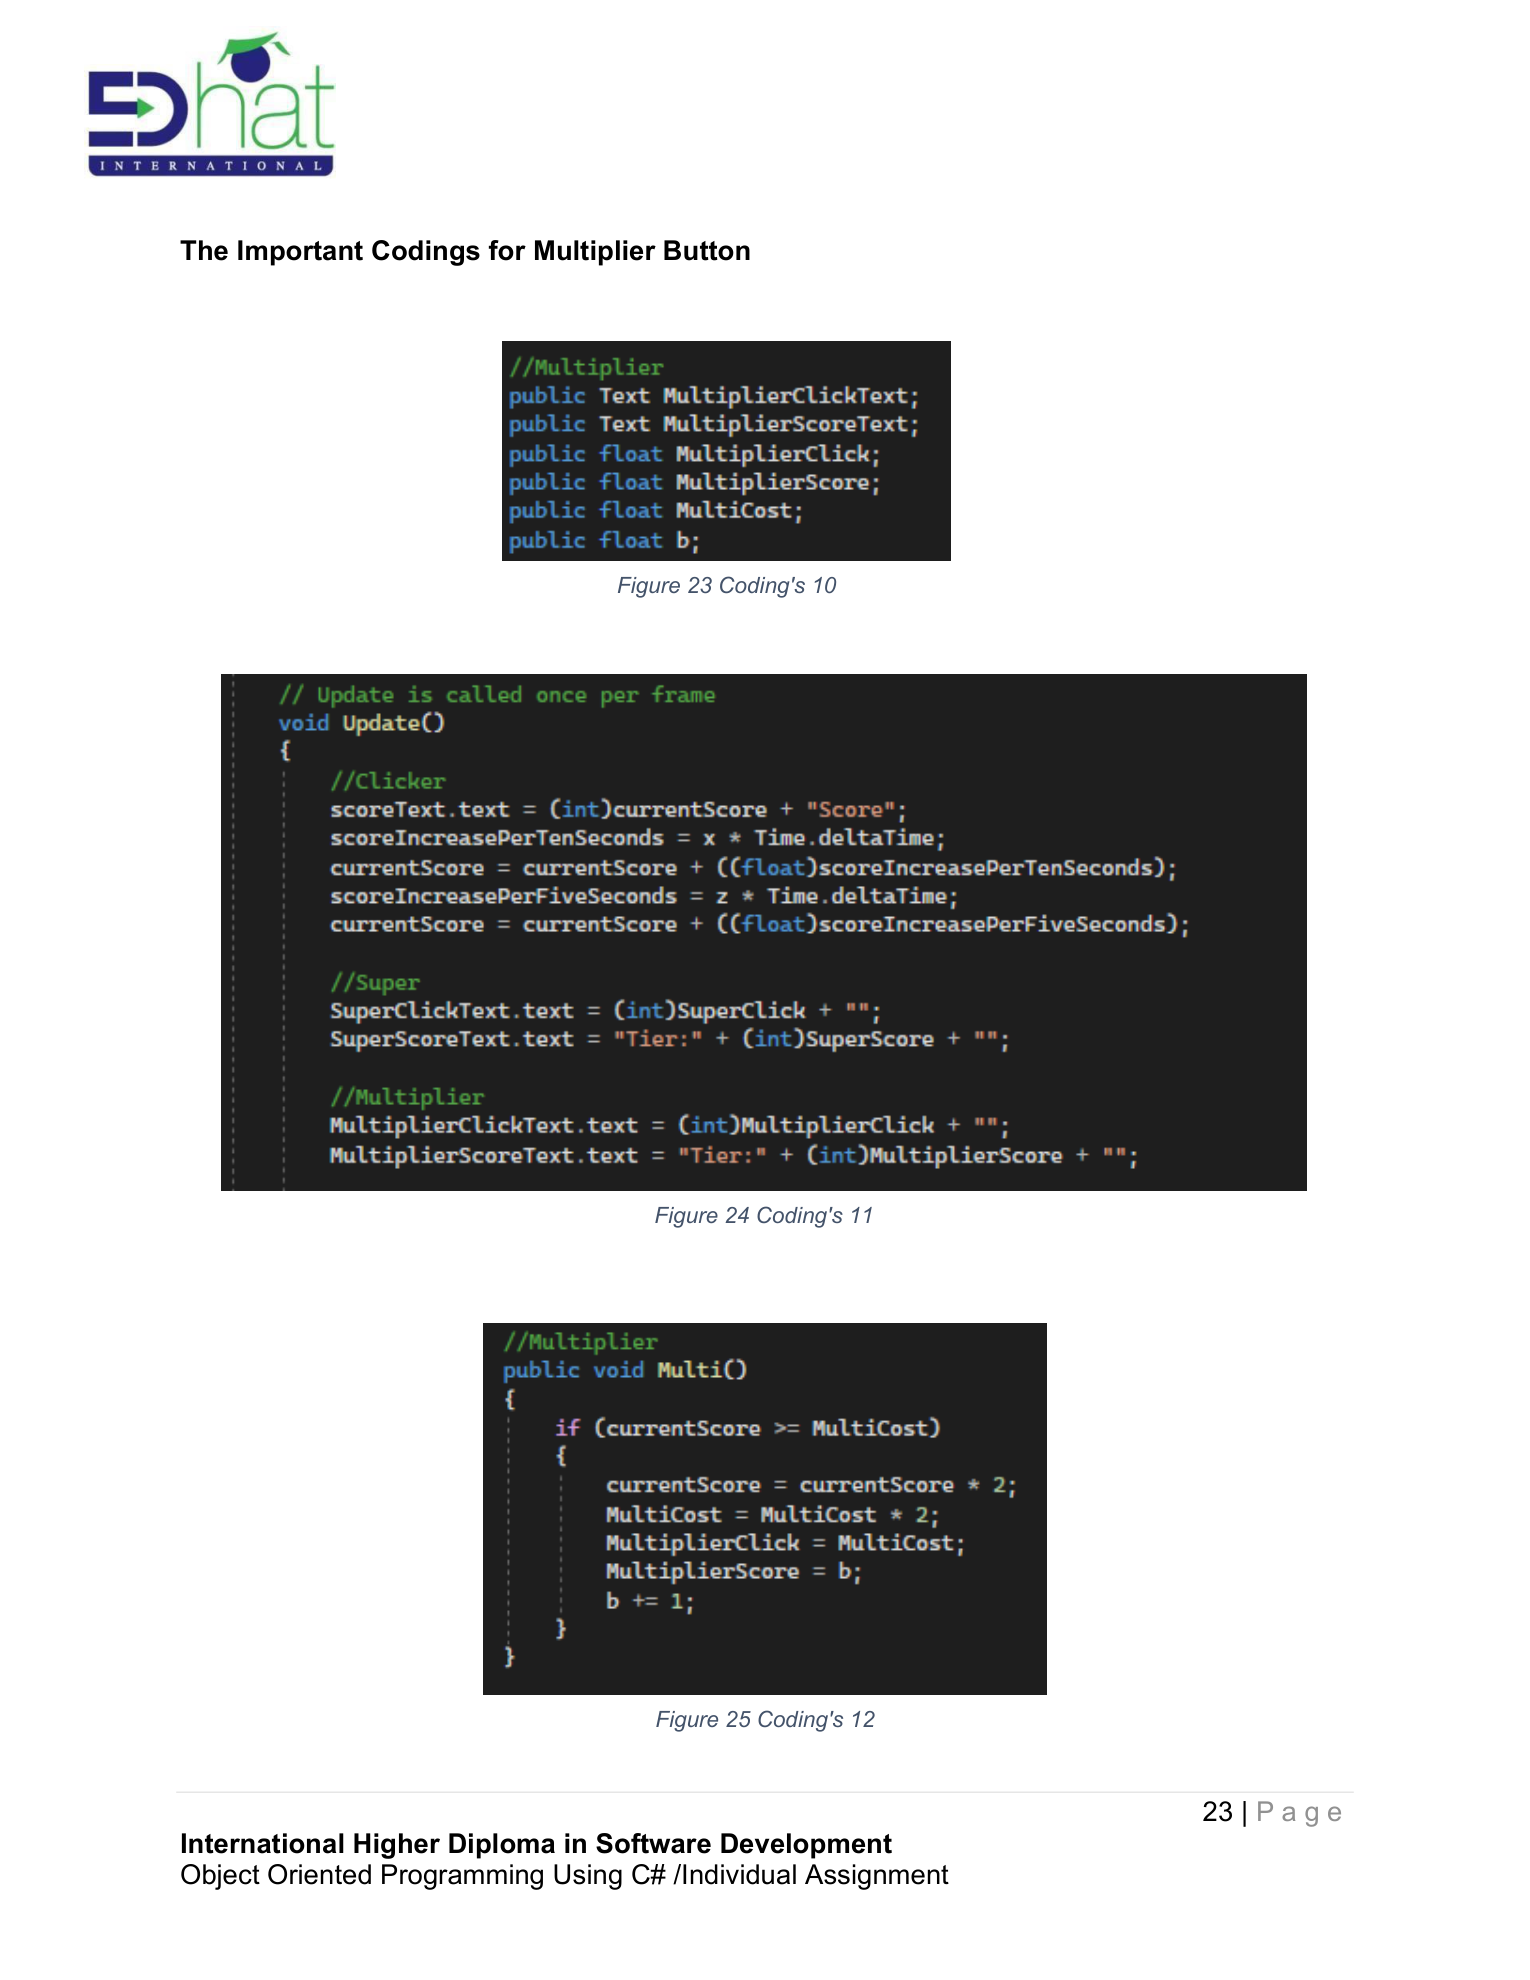 EDhat
INTERNATIONAL
The Important Codings for Multiplier Button
//Multiplier
public Text MultiplierClickText;
public Text MultiplierScoreText;
public float MultiplierClick;
public float MultiplierScore;
public float MultiCost;
public float b;
Figure 23 Coding's 10
// Update is called once per frame
void Update()
{
//Clicker
scoreText.text = (int)currentScore + "Score";
scoreIncreasePerTenSeconds = x * Time.deltaTime;
currentScore = currentScore + ((float)scoreIncreasePerTenSeconds);
scoreIncreasePerFiveSeconds = z * Time.deltaTime;
currentScore = currentScore + ((float)scoreIncreasePerFiveSeconds);
//Super
SuperClickText.text = (int)SuperClick + "";
SuperScoreText.text = "Tier:" + (int)SuperScore + "";
//Multiplier
MultiplierClickText.text = (int)MultiplierClick + "";
MultiplierScoreText.text = "Tier:" + (int)MultiplierScore + "";
Figure 24 Coding's 11
//Multiplier
public void Multi()
{
if (currentScore >= MultiCost)
{
currentScore = currentScore * 2;
MultiCost = MultiCost * 2;
MultiplierClick = MultiCost;
MultiplierScore = b;
b += 1;
}
}
Figure 25 Coding's 12
23 | Page
International Higher Diploma in Software Development
Object Oriented Programming Using C# /Individual Assignment